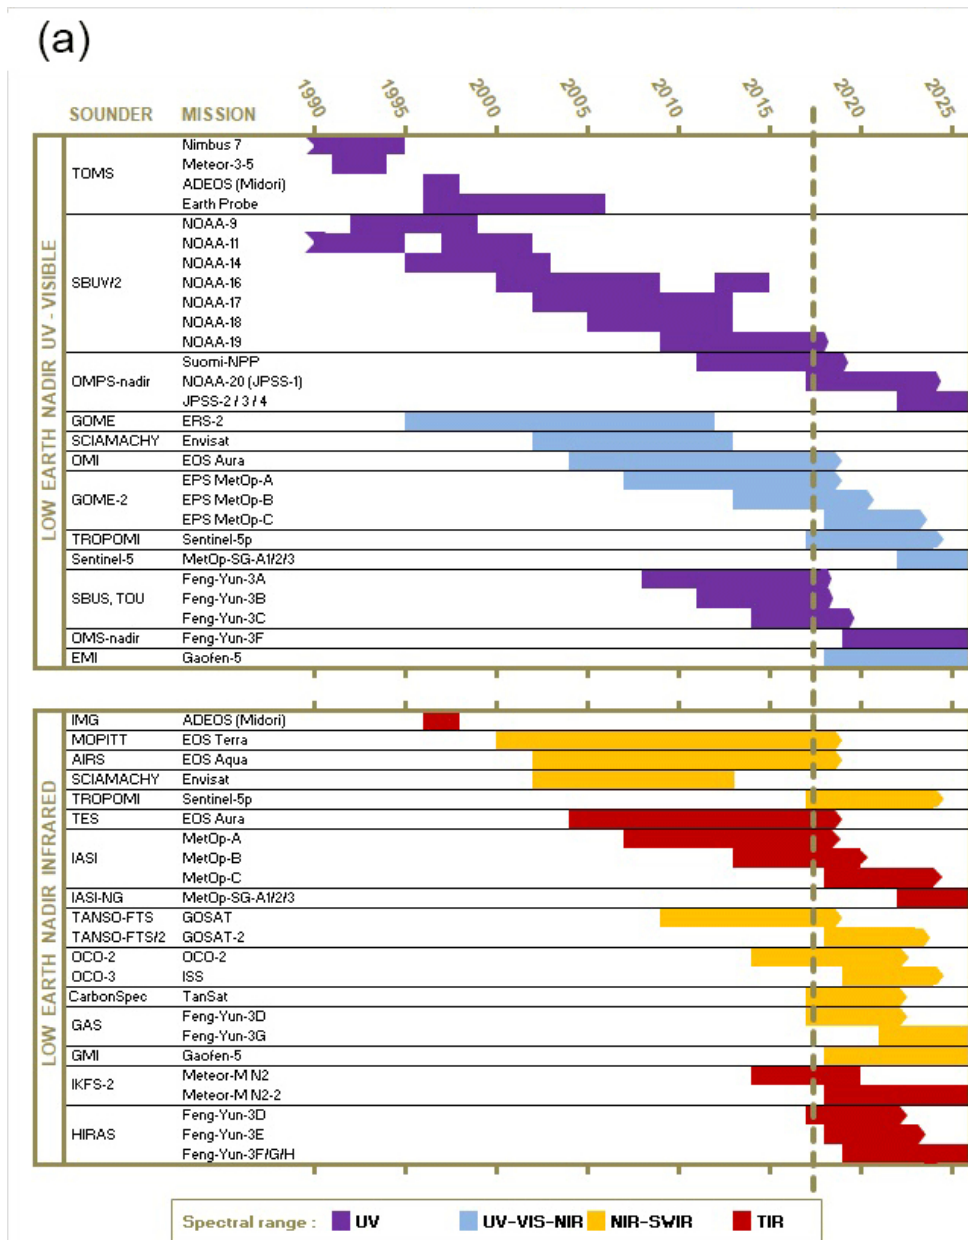 (a)
1990 1995 2000 2005 2010 2015 2020 2025
SOUNDER MISSION
LOW EARTH NADIR UV - VISIBLE
TOMS
Nimbus 7
Meteor-3-5
ADEOS (Midori)
Earth Probe
SBUV/2
NOAA-9
NOAA-11
NOAA-14
NOAA-16
NOAA-17
NOAA-18
NOAA-19
OMPS-nadir
Suomi-NPP
NOAA-20 (JPSS-1)
JPSS-2 / 3 / 4
GOME ERS-2
SCIAMACHY Envisat
OMI EOS Aura
GOME-2
EPS MetOp-A
EPS MetOp-B
EPS MetOp-C
TROPOMI Sentinel-5p
Sentinel-5 MetOp-SG-A1/2/3
SBUS, TOU
Feng-Yun-3A
Feng-Yun-3B
Feng-Yun-3C
OMS-nadir Feng-Yun-3F
EMI Gaofen-5
LOW EARTH NADIR INFRARED
IMG ADEOS (Midori)
MOPITT EOS Terra
AIRS EOS Aqua
SCIAMACHY Envisat
TROPOMI Sentinel-5p
TES EOS Aura
IASI
MetOp-A
MetOp-B
MetOp-C
IASI-NG MetOp-SG-A1/2/3
TANSO-FTS GOSAT
TANSO-FTS/2 GOSAT-2
OCO-2 OCO-2
OCO-3 ISS
CarbonSpec TanSat
GAS
Feng-Yun-3D
Feng-Yun-3G
GMI Gaofen-5
IKFS-2
Meteor-M N2
Meteor-M N2-2
HIRAS
Feng-Yun-3D
Feng-Yun-3E
Feng-Yun-3F/G/H
Spectral range : UV UV-VIS-NIR NIR-SWIR TIR